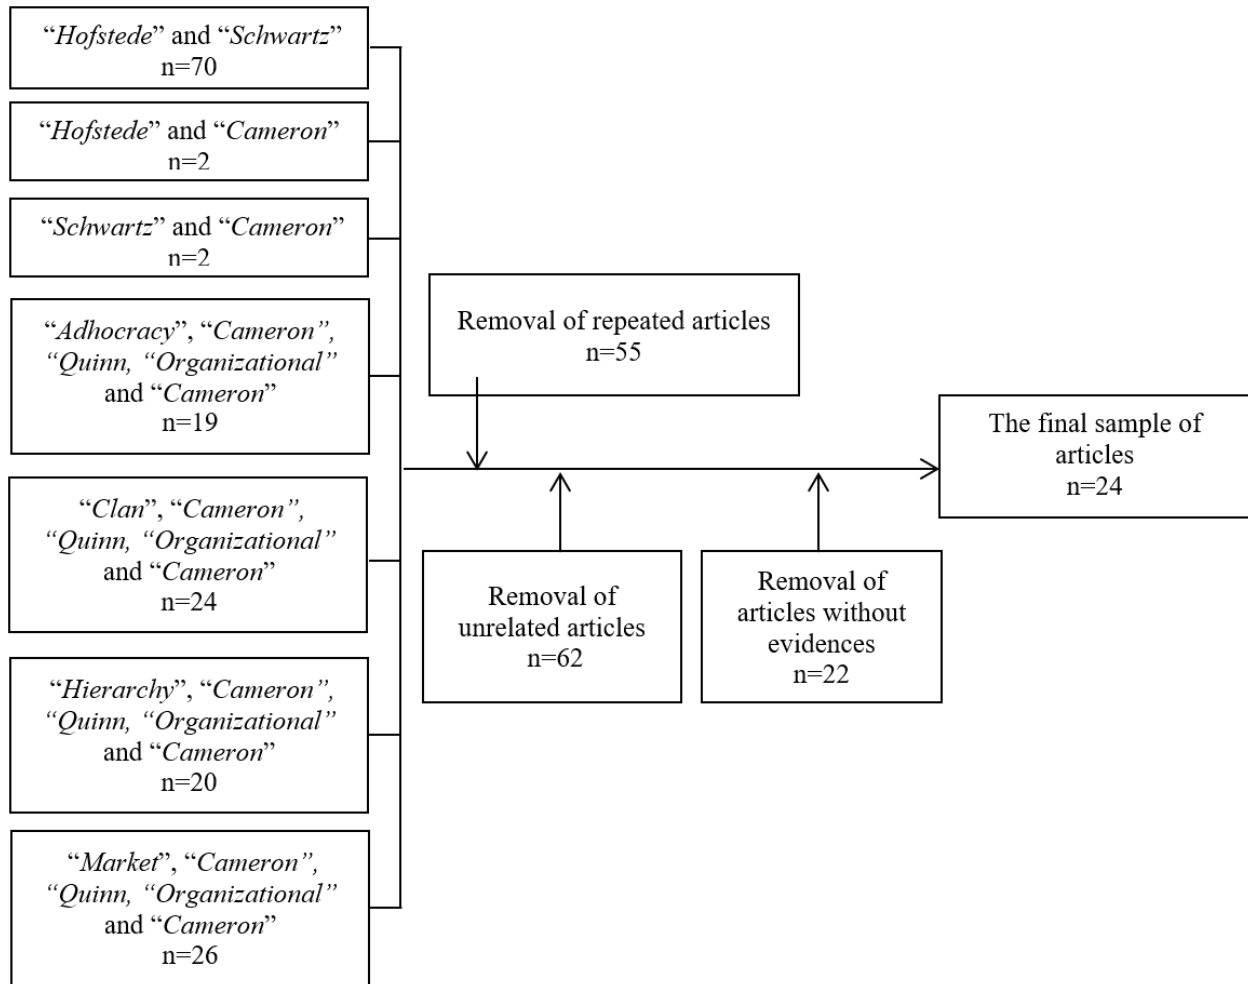 “Hofstede” and “Schwartz”
n=70
“Hofstede” and “Cameron”
n=2
“Schwartz” and “Cameron”
n=2
“Adhocracy”, “Cameron”,
“Quinn, “Organizational”
and “Cameron”
n=19
“Clan”, “Cameron”,
“Quinn, “Organizational”
and “Cameron”
n=24
“Hierarchy”, “Cameron”,
“Quinn, “Organizational”
and “Cameron”
n=20
“Market”, “Cameron”,
“Quinn, “Organizational”
and “Cameron”
n=26
Removal of repeated articles
n=55
Removal of
unrelated articles
n=62
Removal of
articles without
evidences
n=22
The final sample of
articles
n=24